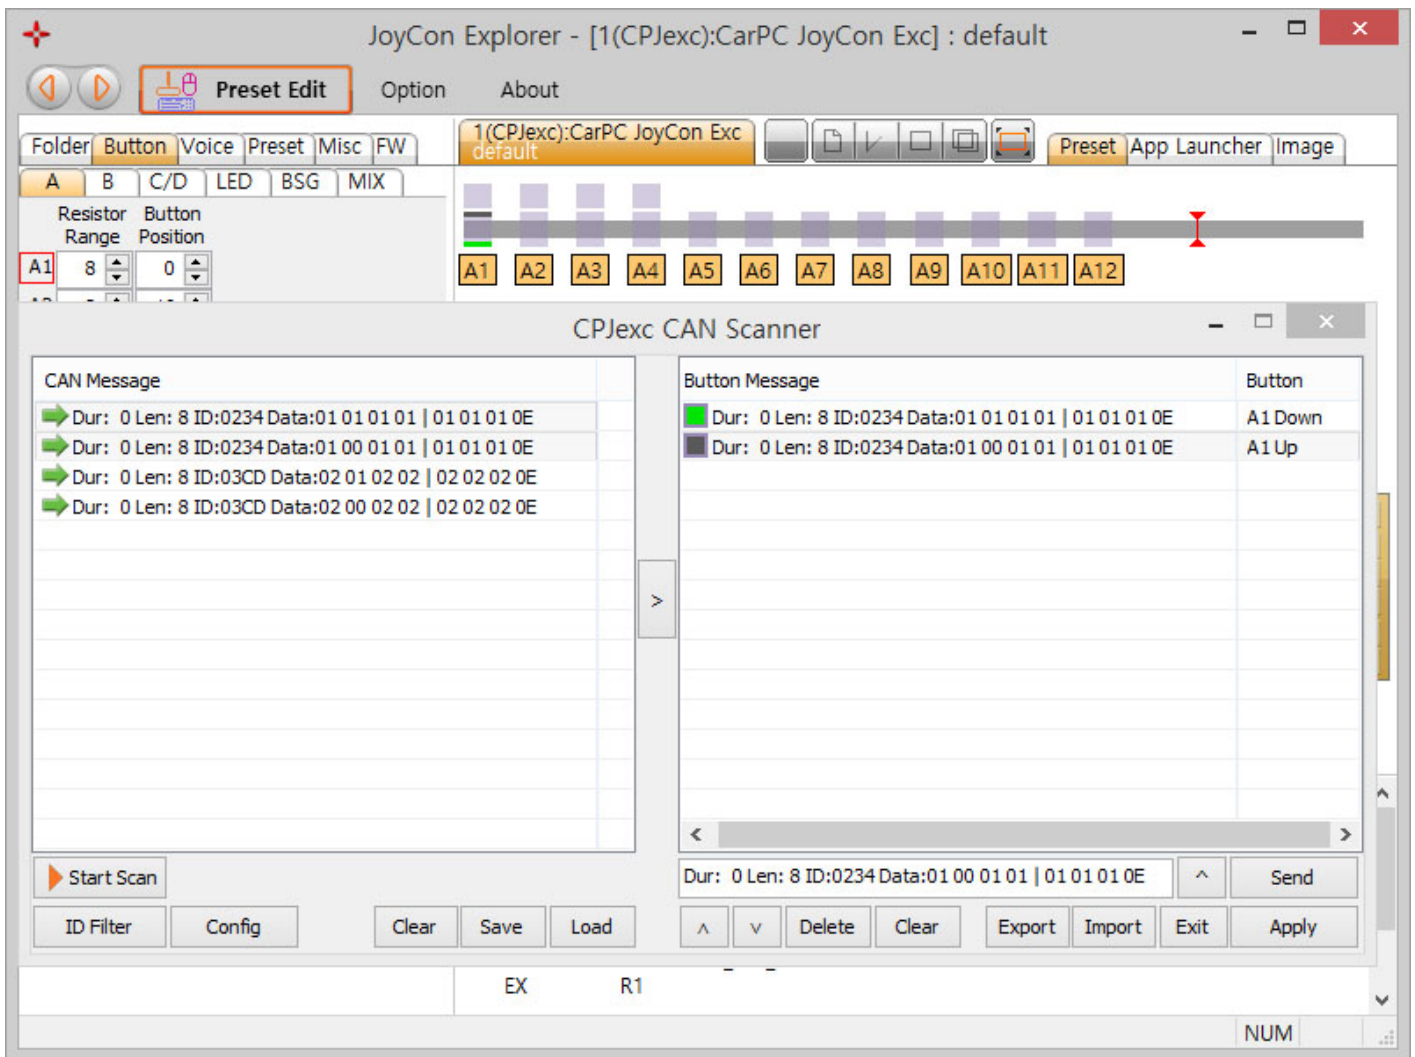 JoyCon Explorer - [1(CPJexc):CarPC JoyCon Exc] : default
Preset Edit Option About
Folder Button Voice Preset Misc FW
1(CPJexc):CarPC JoyCon Exc
default
Preset App Launcher Image
A B C/D LED BSG MIX
Resistor Range Button Position
A1 8 0
A1 A2 A3 A4 A5 A6 A7 A8 A9 A10 A11 A12
CPJexc CAN Scanner
CAN Message
Dur: 0 Len: 8 ID:0234 Data:01 01 01 01 | 01 01 01 0E
Dur: 0 Len: 8 ID:0234 Data:01 00 01 01 | 01 01 01 0E
Dur: 0 Len: 8 ID:03CD Data:02 01 02 02 | 02 02 02 0E
Dur: 0 Len: 8 ID:03CD Data:02 00 02 02 | 02 02 02 0E
>
Button Message Button
Dur: 0 Len: 8 ID:0234 Data:01 01 01 01 | 01 01 01 0E A1 Down
Dur: 0 Len: 8 ID:0234 Data:01 00 01 01 | 01 01 01 0E A1 Up
Start Scan
Dur: 0 Len: 8 ID:0234 Data:01 00 01 01 | 01 01 01 0E ^ Send
ID Filter Config Clear Save Load
^ v Delete Clear Export Import Exit Apply
EX R1
NUM